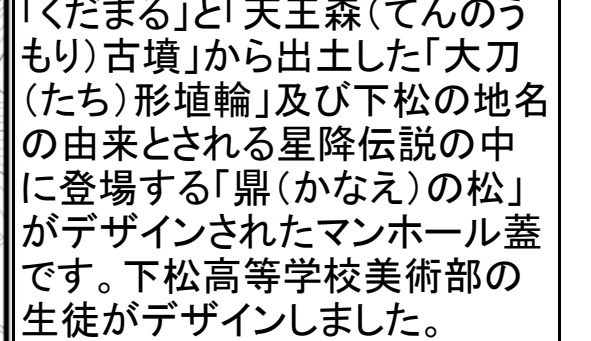 「くだまる」と「天王森（てんのう
もり）古墳」から出土した「大刀
（たち）形埴輪」及び下松の地名
の由来とされる星降伝説の中
に登場する「鼎（かなえ）の松」
がデザインされたマンホール蓋
です。下松高等学校美術部の
生徒がデザインしました。